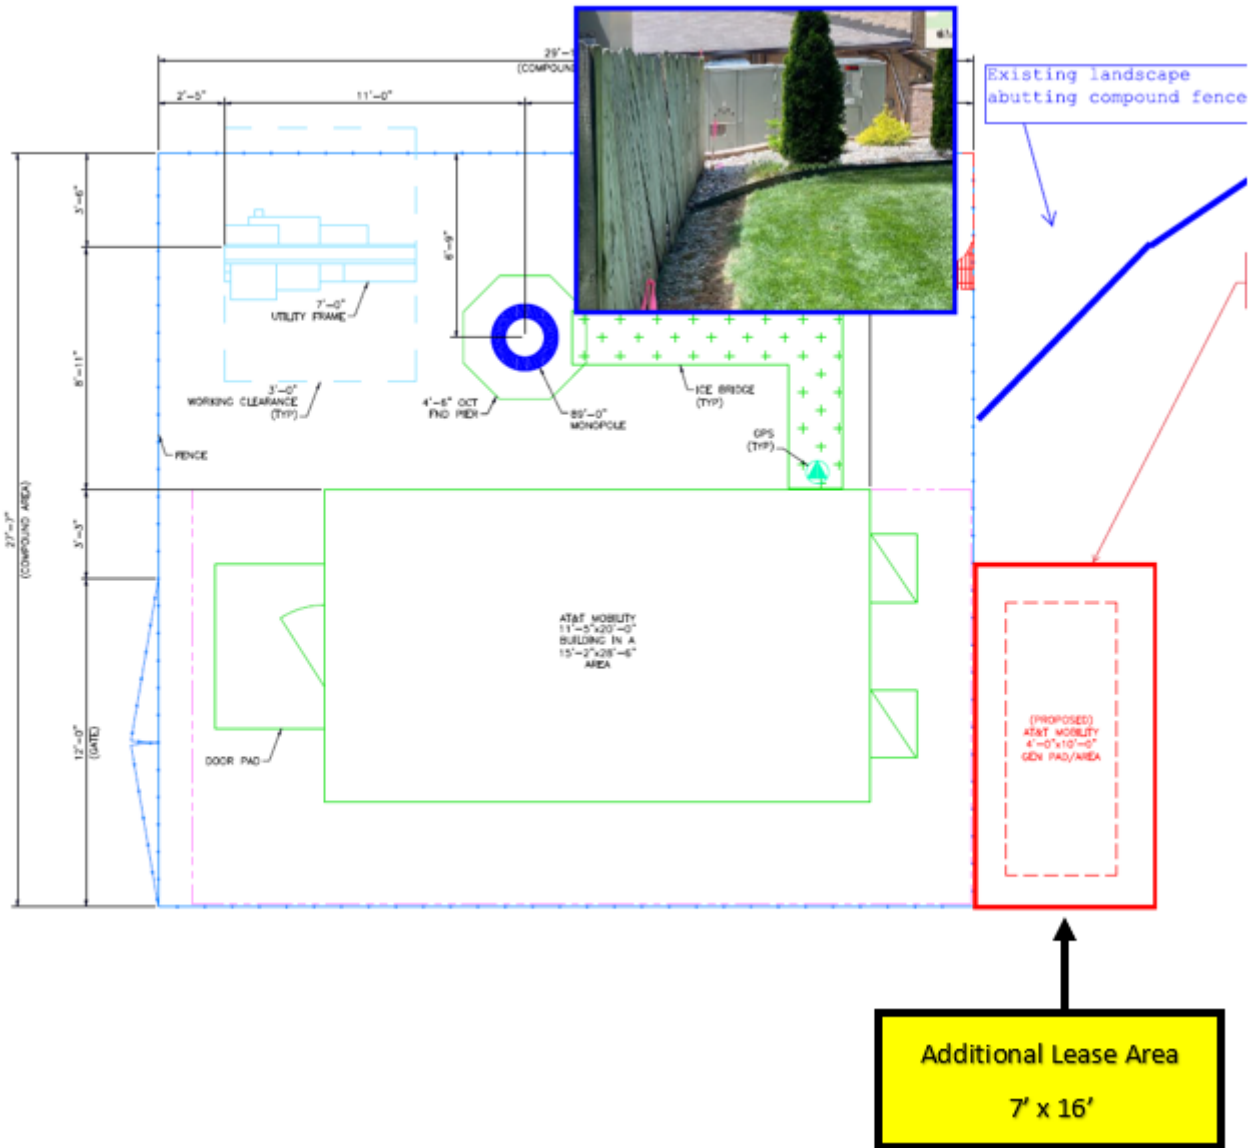 29'-
(COMPOUN
2'-5"
11'-0"
Existing landscape
abutting compound fence
3'-6"
6'-9"
7'-0"
UTILITY FRAME
8'-11"
3'-0"
WORKING CLEARANCE
(TYP)
4'-6" OCT
FND PIER
89'-0"
MONOPOLE
ICE BRIDGE
(TYP)
GPS
(TYP)
FENCE
27'-7"
(COMPOUND AREA)
3'-3"
AT&T MOBILITY
11'-5"x20'-0"
BUILDING IN A
15'-2"x28'-6"
AREA
12'-0"
(GATE)
DOOR PAD
(PROPOSED)
AT&T MOBILITY
4'-0"x10'-0"
GEN PAD/AREA
Additional Lease Area
7' x 16'